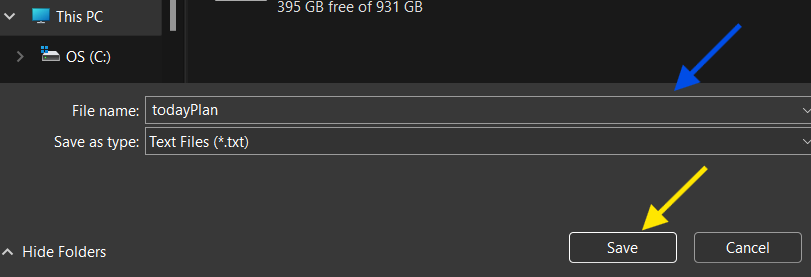 395 GB free of 931 GB
This PC
OS (C:)
File name: todayPlan
Save as type: Text Files (*.txt)
Hide Folders
Save
Cancel